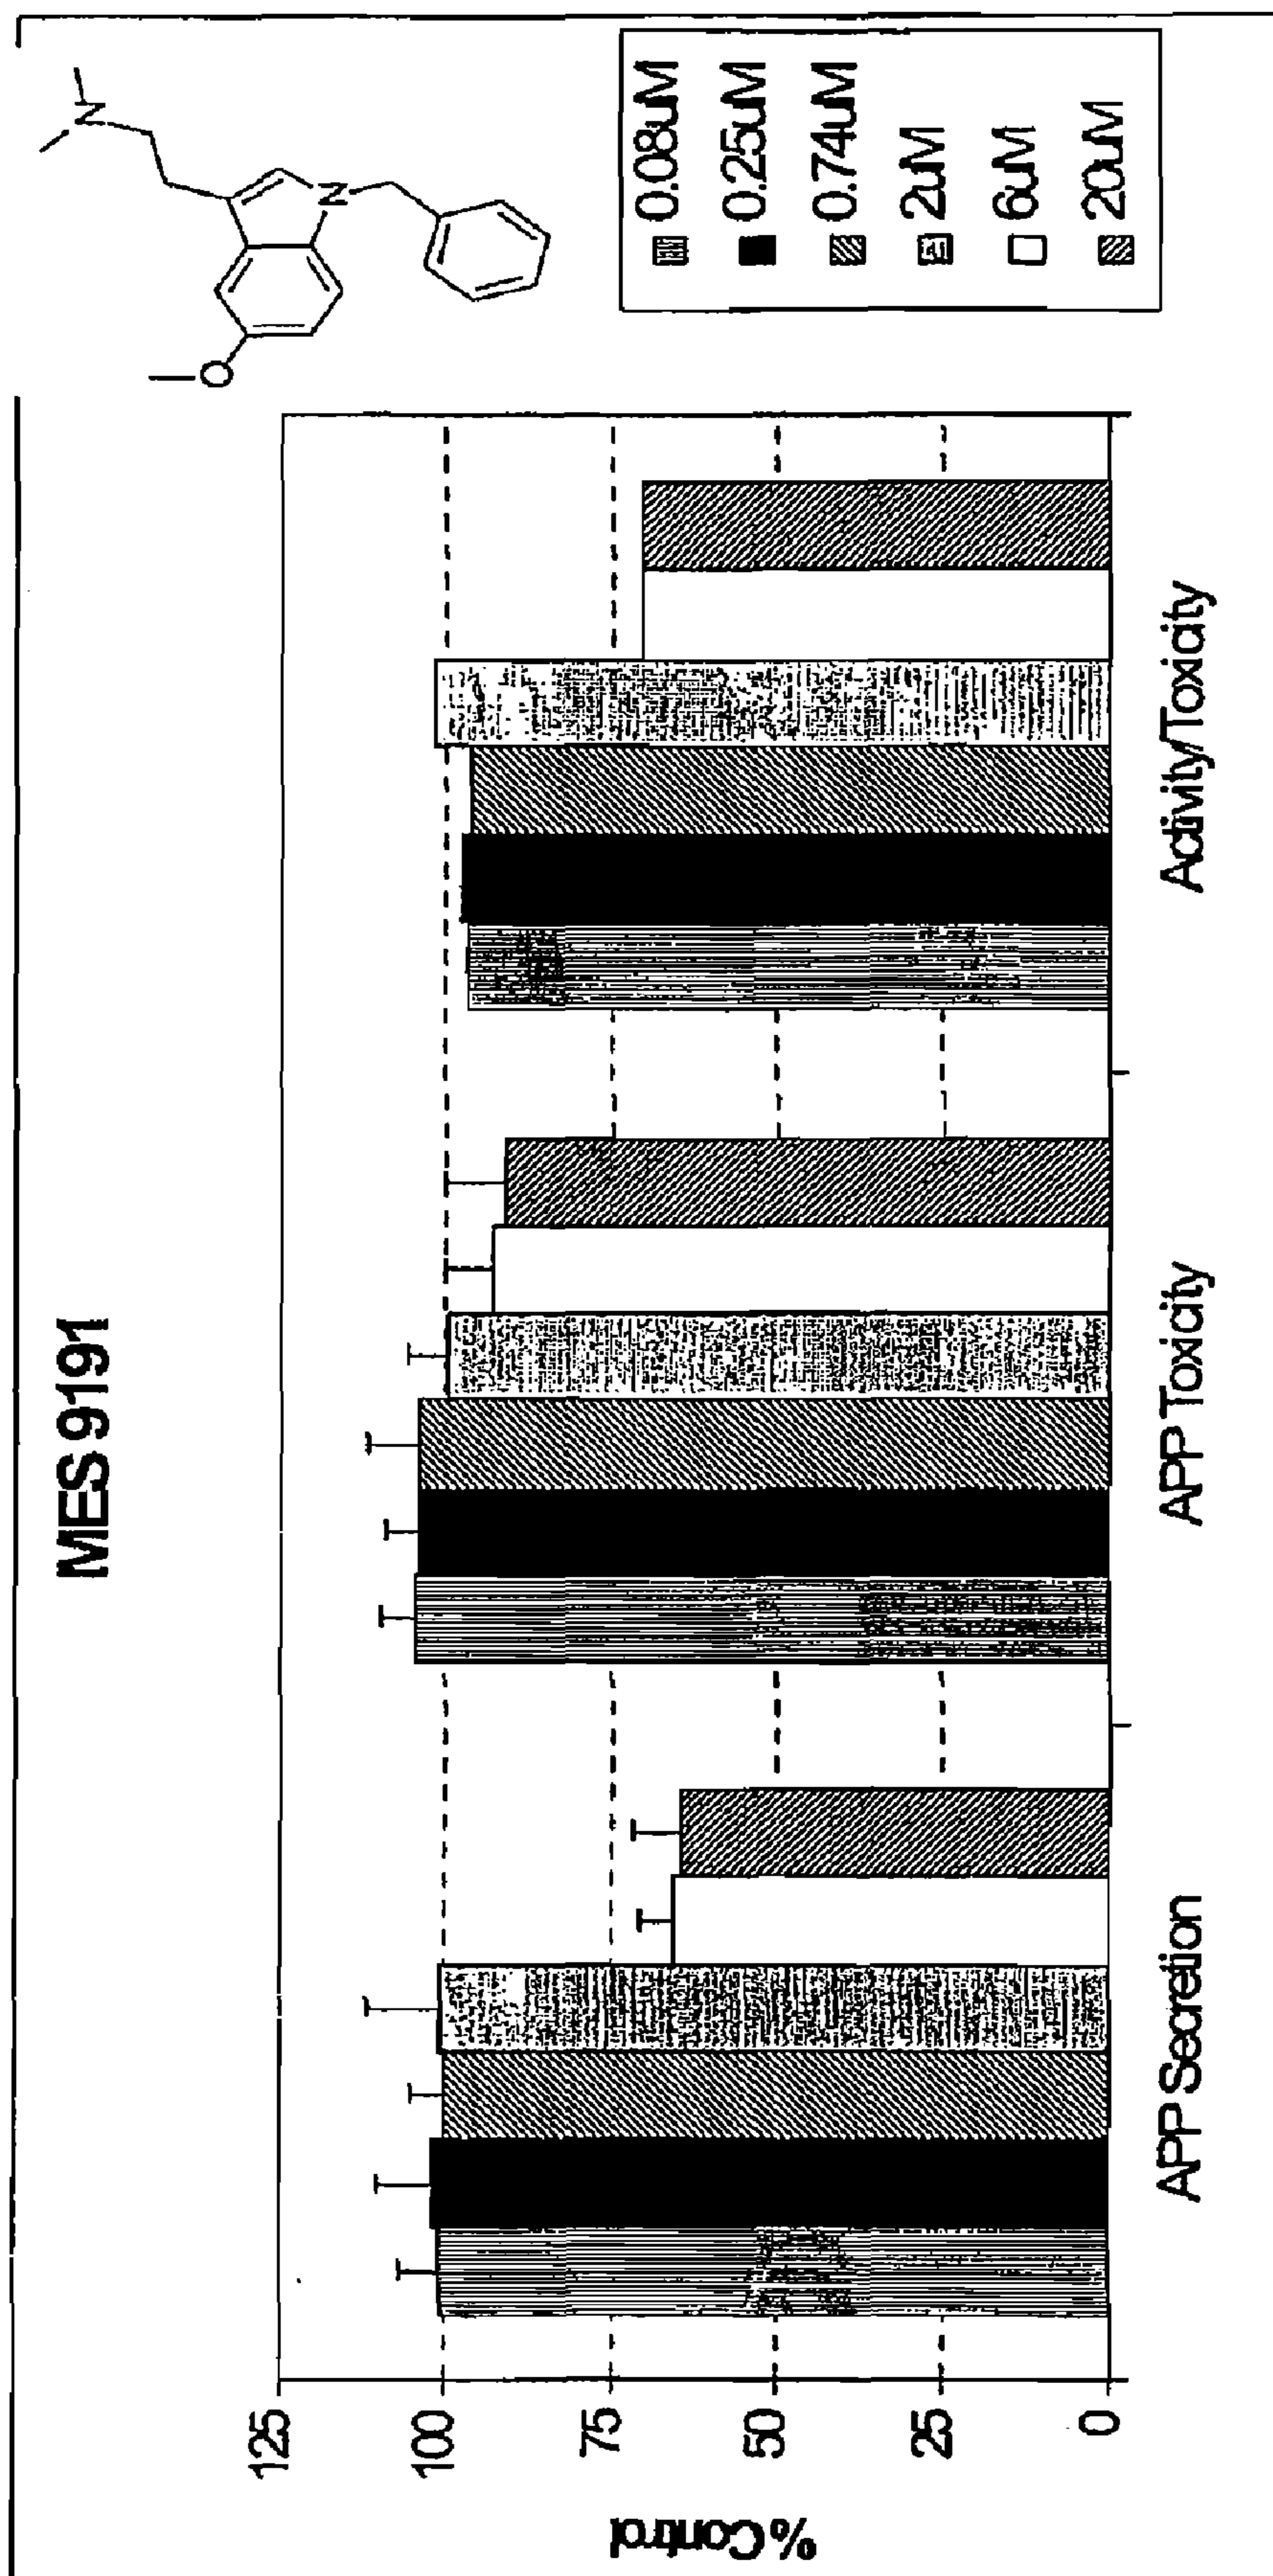 MES 9191
N
N
O
% Control
125
100
75
50
25
0
APP Secretion
APP Toxicity
Activity/Toxicity
0.08uM
0.25uM
0.74uM
2uM
6uM
20uM